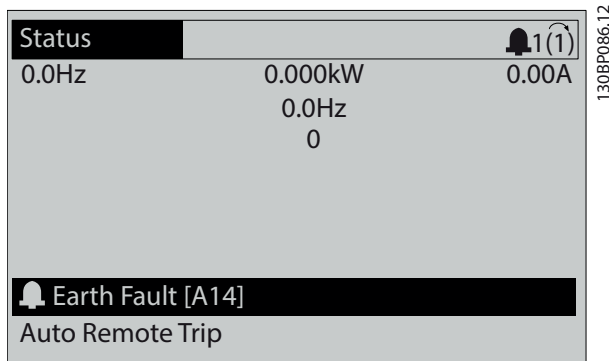 Status 1(1)
0.0Hz 0.000kW 0.00A
0.0Hz
0
Earth Fault [A14]
Auto Remote Trip
130BP086.12